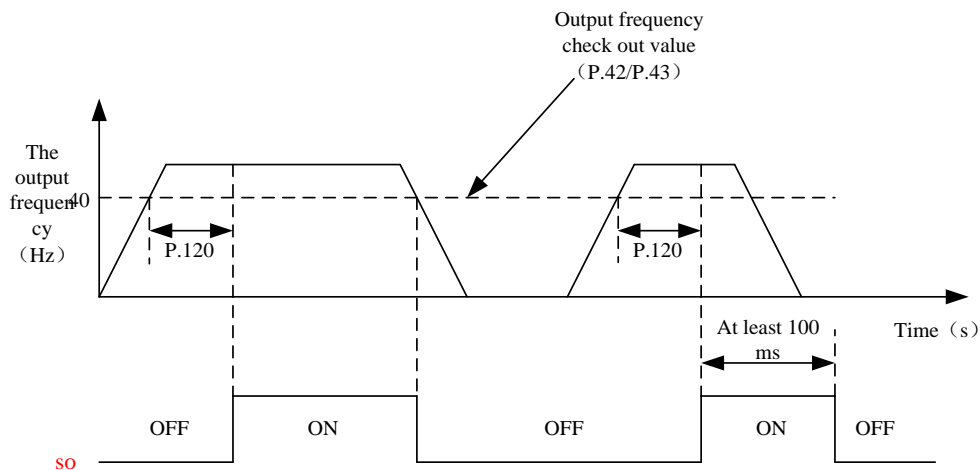 Output frequency
check out value
（P.42/P.43）
The
output
frequen
cy
（Hz）
40
P.120
P.120
Time（s）
At least 100
ms
OFF
ON
OFF
ON
OFF
so